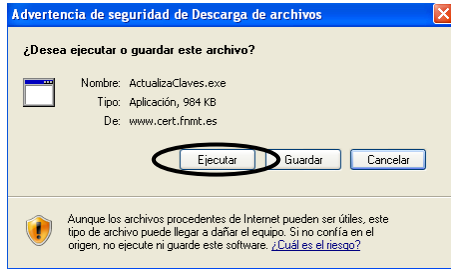 Advertencia de seguridad de Descarga de archivos
¿Desea ejecutar o guardar este archivo?
Nombre: ActualizaClaves.exe
Tipo: Aplicación, 984 KB
De: www.cert.fnmt.es
Ejecutar Guardar Cancelar
Aunque los archivos procedentes de Internet pueden ser útiles, este
tipo de archivo puede llegar a dañar el equipo. Si no confía en el
origen, no ejecute ni guarde este software. ¿Cuál es el riesgo?